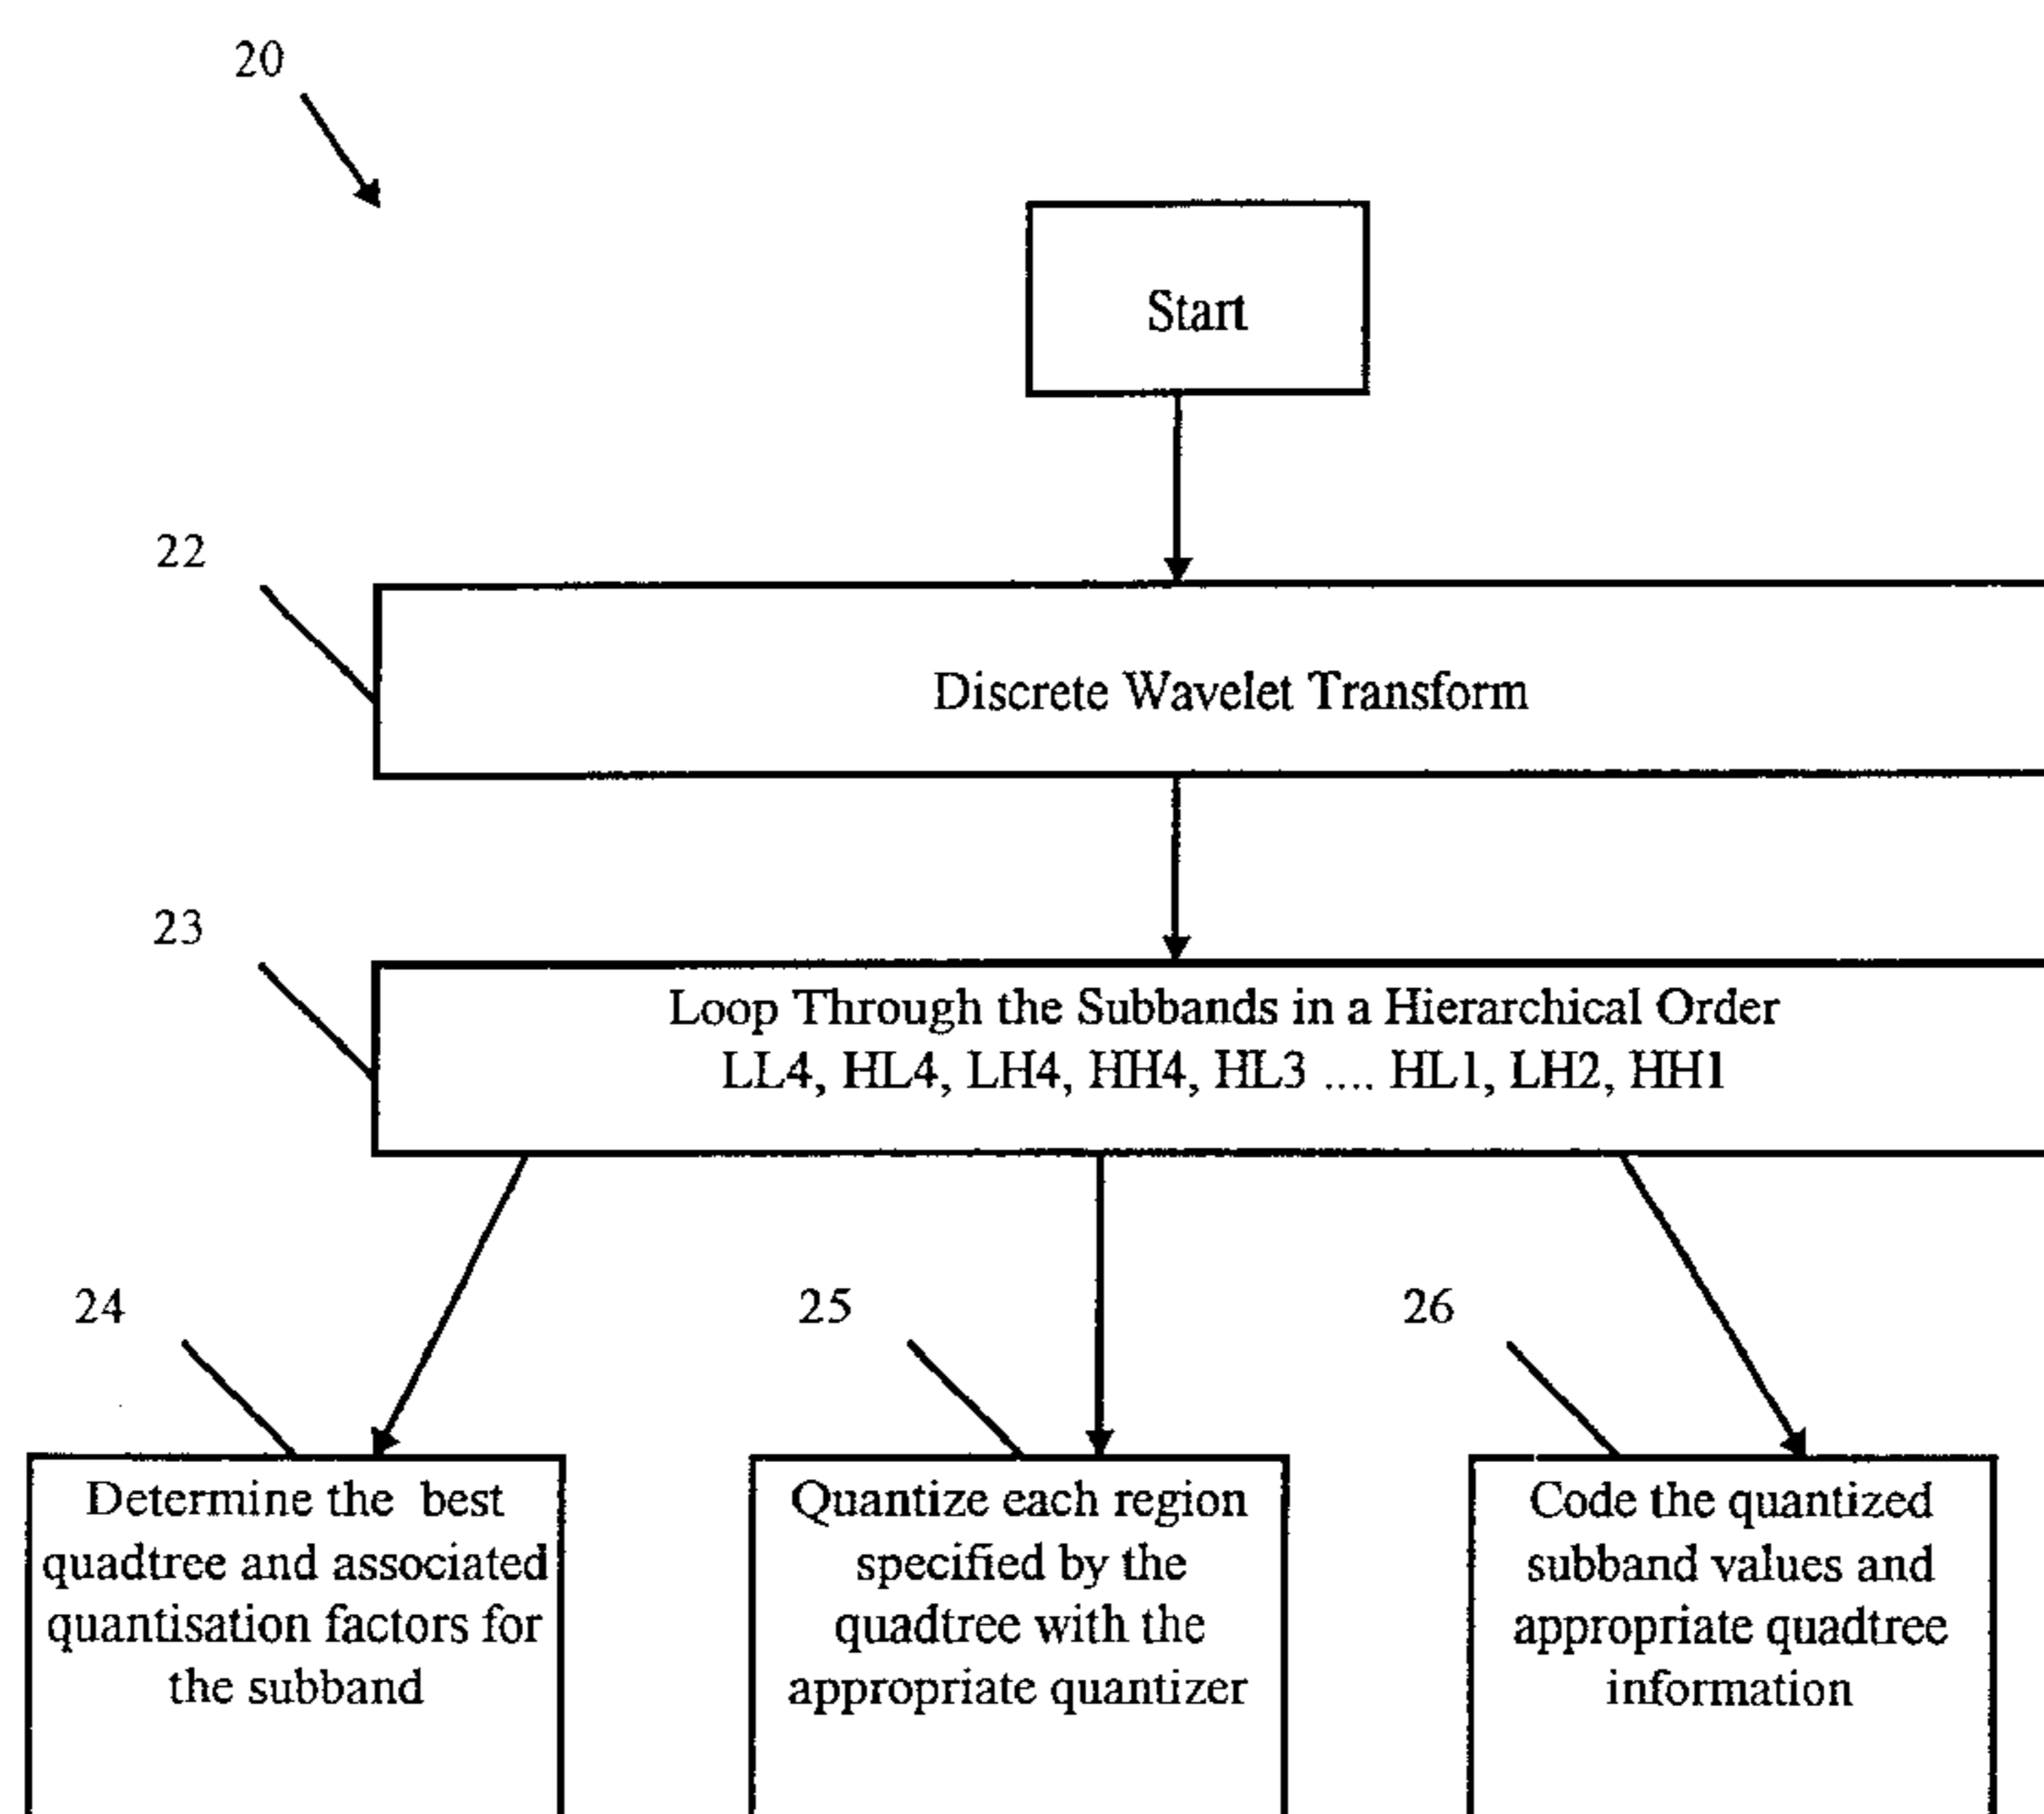 20
Start
22
Discrete Wavelet Transform
23
Loop Through the Subbands in a Hierarchical Order
LL4, HL4, LH4, HH4, HL3 .... HL1, LH2, HH1
24
25
26
Determine the best
quadtree and associated
quantisation factors for
the subband
Quantize each region
specified by the
quadtree with the
appropriate quantizer
Code the quantized
subband values and
appropriate quadtree
information